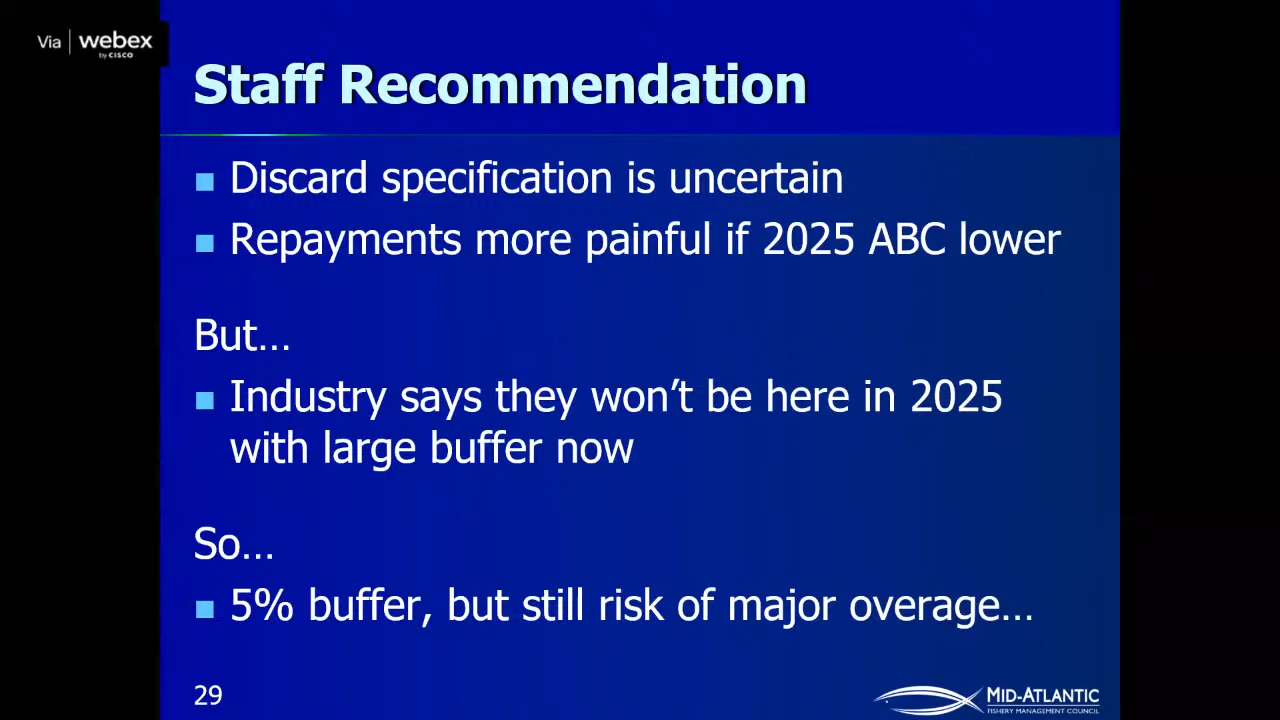 Via webex
by CISCO
Staff Recommendation
Discard specification is uncertain
Repayments more painful if 2025 ABC lower
But…
Industry says they won’t be here in 2025
with large buffer now
So…
5% buffer, but still risk of major overage…
29
MID-ATLANTIC
FISHERY MANAGEMENT COUNCIL